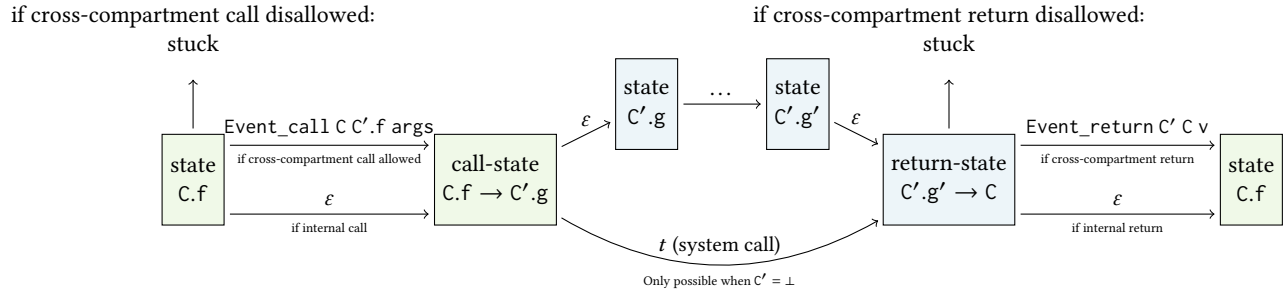 if cross-compartment call disallowed:
stuck
if cross-compartment return disallowed:
stuck
state
C′.g
...
state
C′.g′
ε
ε
state
C.f
Event_call C C′.f args
if cross-compartment call allowed
ε
if internal call
call-state
C.f → C′.g
t (system call)
Only possible when C′ = ⊥
return-state
C′.g′ → C
Event_return C′ C v
if cross-compartment return
ε
if internal return
state
C.f